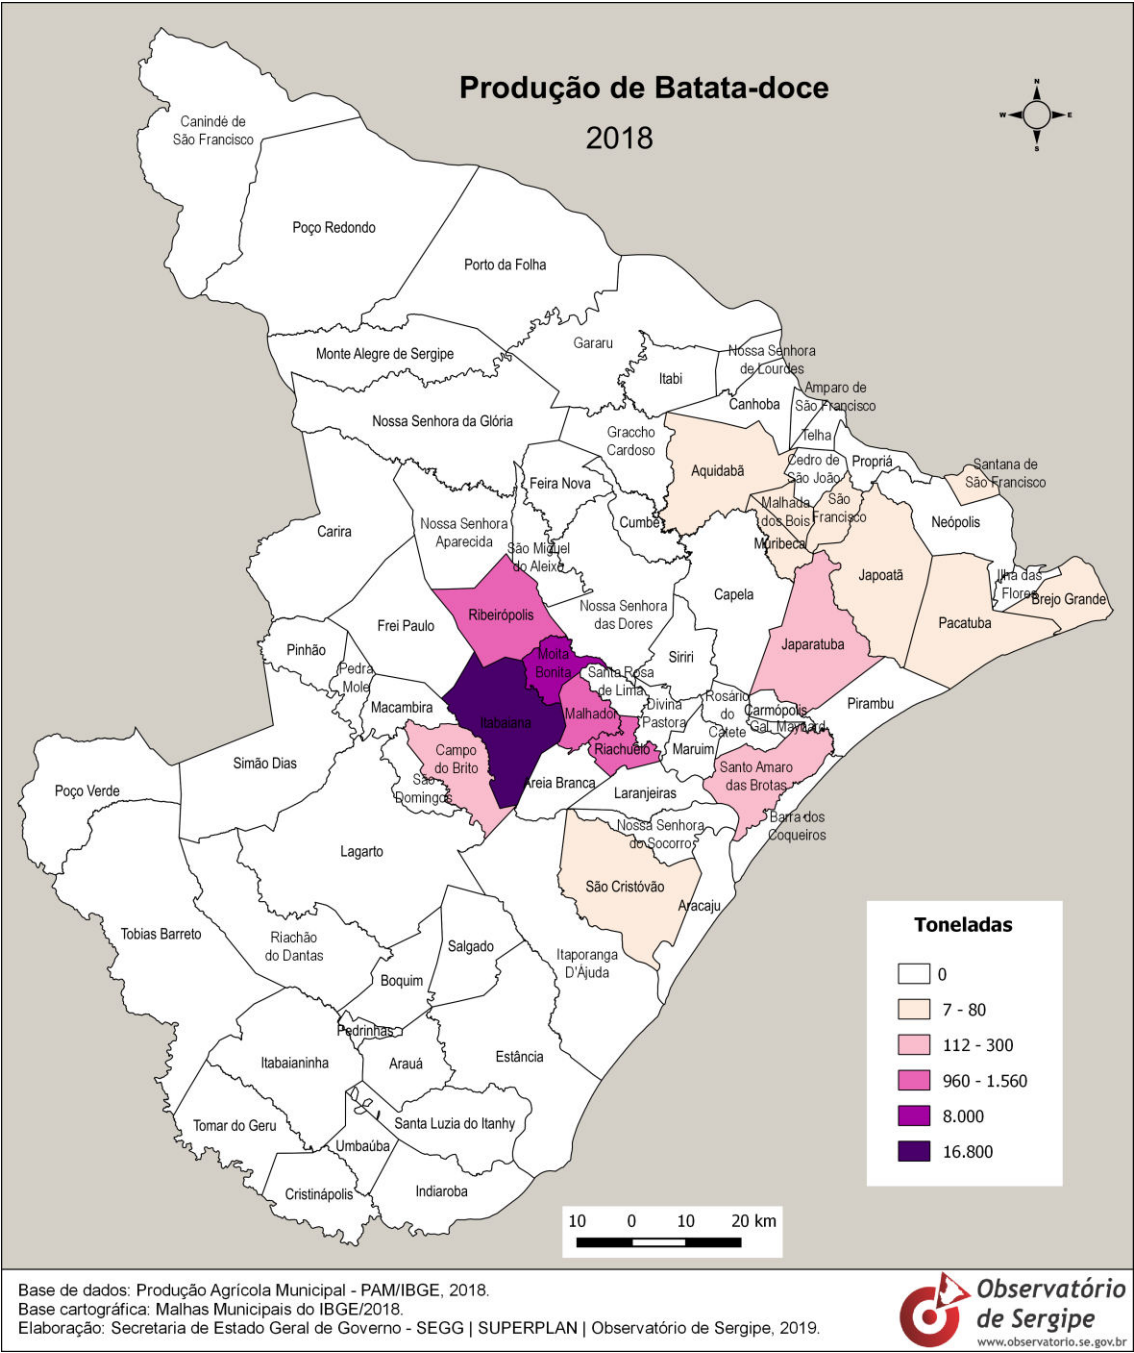 Produção de Batata-doce
2018
N
W
E
S
Canindé de
São Francisco
Poço Redondo
Porto da Folha
Monte Alegre de Sergipe
Gararu
Nossa Senhora
de Lourdes
Itabi
Amparo de
São Francisco
Canhoba
Nossa Senhora da Glória
Graccho
Cardoso
Telha
Cedro de
São João
Propriá
Aquidabã
Santana de
São Francisco
Feira Nova
Malhada
dos Bois
São
Francisco
Neópolis
Cumbe
Nossa Senhora
Aparecida
Carira
São Miguel
do Aleixo
Muribeca
Japoatã
Ilha das
Flores
Brejo Grande
Capela
Nossa Senhora
das Dores
Ribeirópolis
Pacatuba
Frei Paulo
Japaratuba
Pinhão
Siriri
Moita
Bonita
Pedra
Mole
Santa Rosa
de Lima
Macambira
Rosário
do
Catete
Divina
Pastora
Carmópolis
Pirambu
Malhador
Itabaiana
Gal. Maynard
Riachuelo
Maruim
Campo
do Brito
Simão Dias
Santo Amaro
das Brotas
São
Domingos
Areia Branca
Poço Verde
Laranjeiras
Barra dos
Coqueiros
Nossa Senhora
do Socorro
Lagarto
São Cristóvão
Aracaju
Tobias Barreto
Riachão
do Dantas
Salgado
Itaporanga
D'Ájuda
Boquim
Pedrinhas
Itabaianinha
Arauá
Estância
Tomar do Geru
Santa Luzia do Itanhy
Umbaúba
Cristinápolis
Indiaroba
Toneladas
0
7 - 80
112 - 300
960 - 1.560
8.000
16.800
10 0 10 20 km
Base de dados: Produção Agrícola Municipal - PAM/IBGE, 2018.
Base cartográfica: Malhas Municipais do IBGE/2018.
Elaboração: Secretaria de Estado Geral de Governo - SEGG | SUPERPLAN | Observatório de Sergipe, 2019.
Observatório
de Sergipe
www.observatorio.se.gov.br